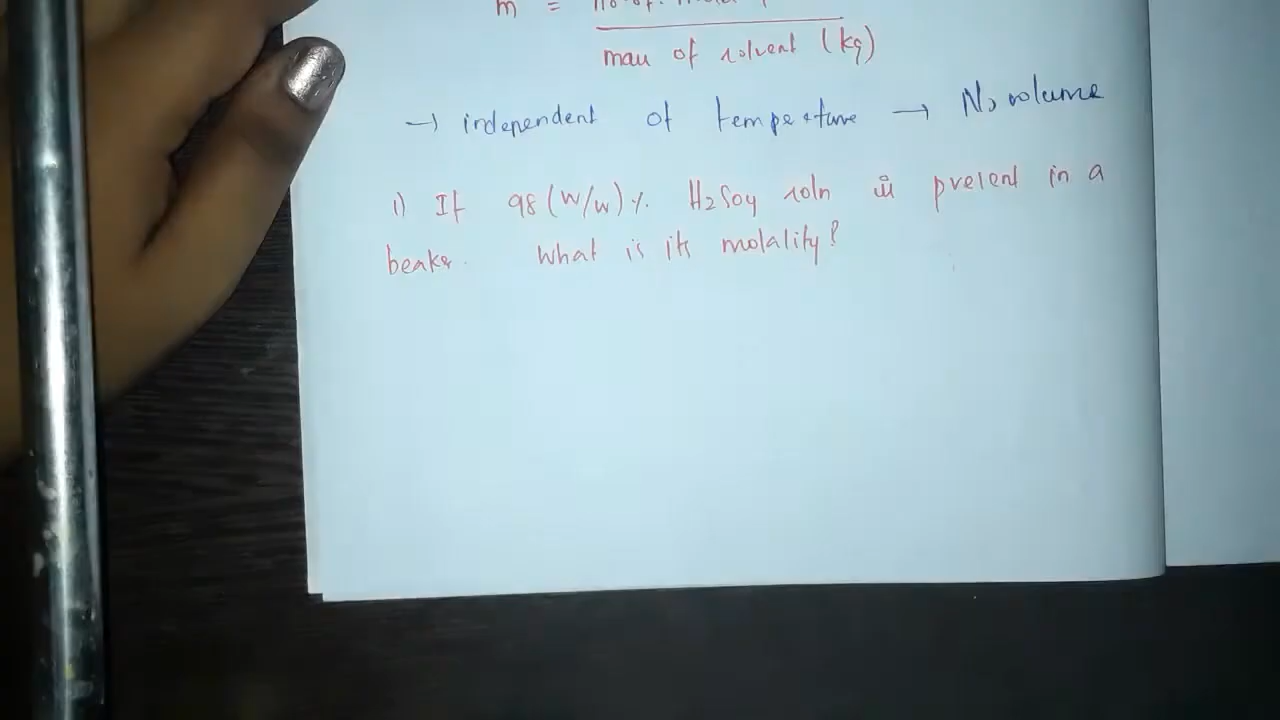 m =
mass of solvent (kg)
→ independent of temperature → No volume
1) If 98 (w/w) %. H2SO4 soln is present in a
beaker. What is its molality?